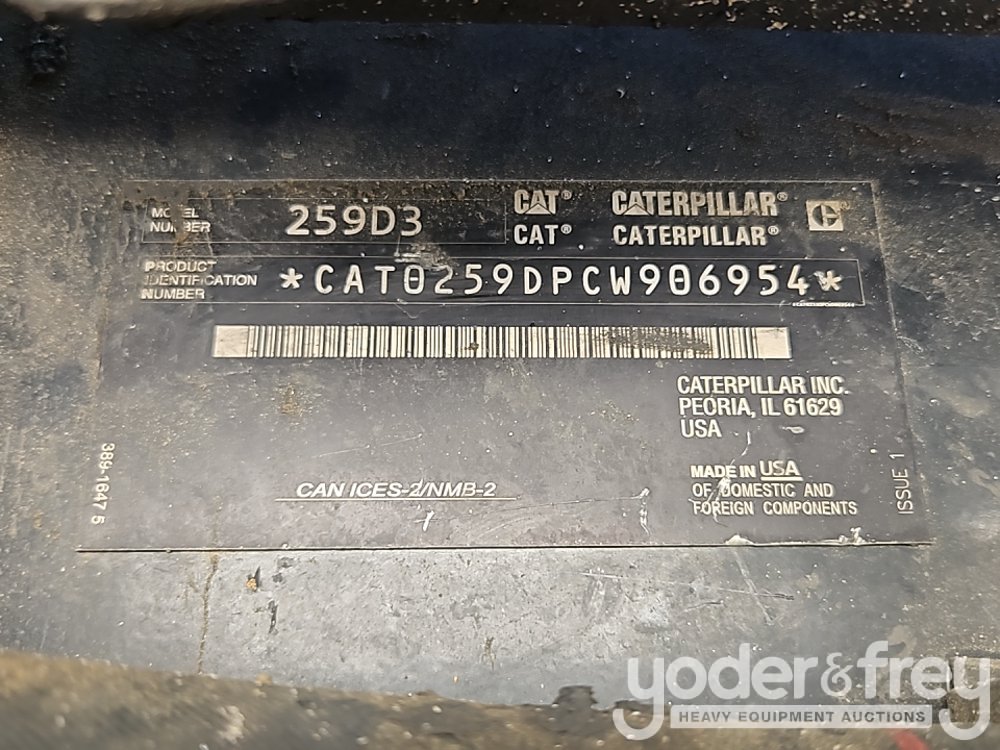 MODEL NUMBER 259D3
CAT® CATERPILLAR® C
CAT® CATERPILLAR®
PRODUCT IDENTIFICATION NUMBER *CAT0259DPCW906954*
CATERPILLAR INC.
PEORIA, IL 61629
USA
MADE IN USA
OF DOMESTIC AND
FOREIGN COMPONENTS
CAN ICES-2/NMB-2
389-1647 5
ISSUE 1
yoder&frey
HEAVY EQUIPMENT AUCTIONS